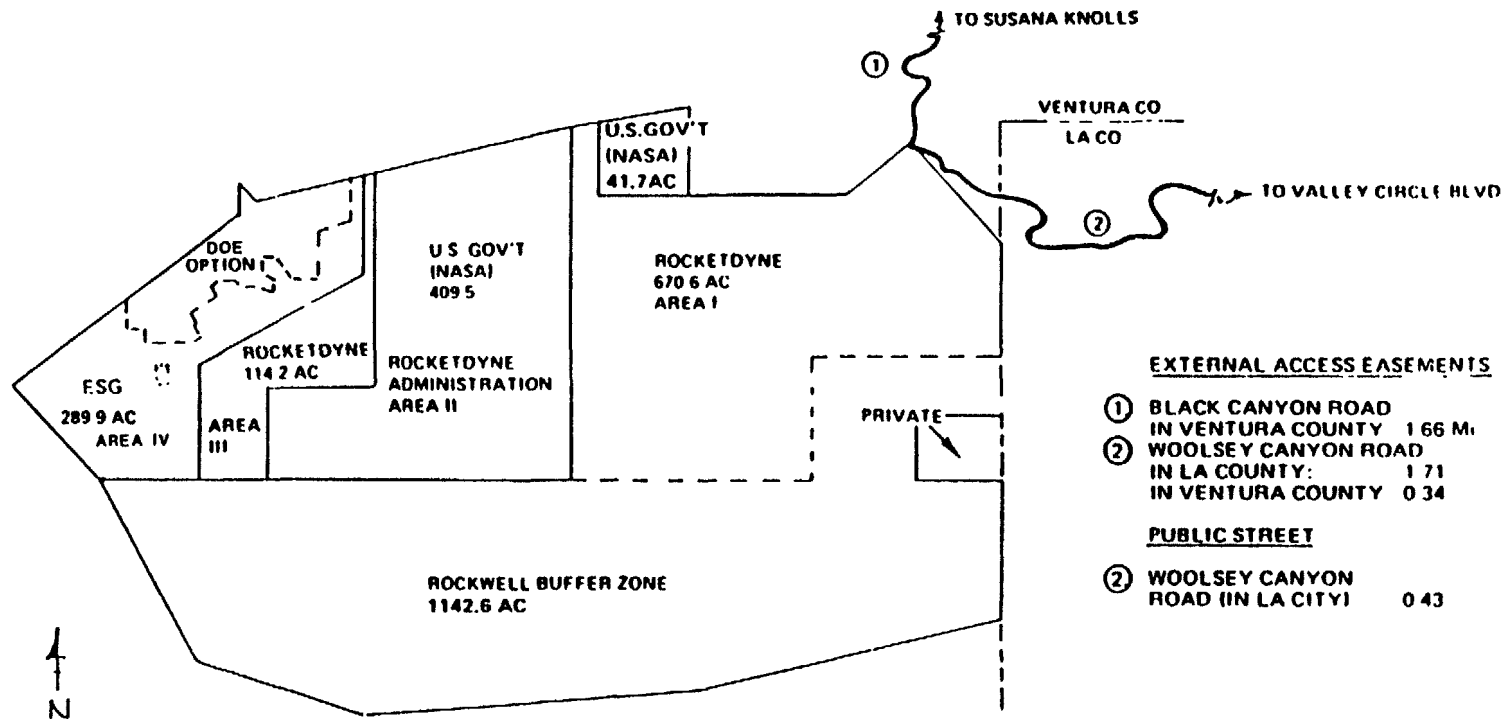 TO SUSANA KNOLLS
1
VENTURA CO
LA CO
U.S.GOV'T
(NASA)
41.7AC
TO VALLEY CIRCLE BLVD
2
DOE
OPTION
U S GOV'T
(NASA)
409 5
ROCKETDYNE
670 6 AC
AREA I
ROCKETDYNE
114.2 AC
ROCKETDYNE
ADMINISTRATION
AREA II
ESG
289 9 AC
AREA IV
AREA
III
PRIVATE
EXTERNAL ACCESS EASEMENTS
1 BLACK CANYON ROAD
IN VENTURA COUNTY 1 66 Mi
2 WOOLSEY CANYON ROAD
IN LA COUNTY: 1 71
IN VENTURA COUNTY 0 34
PUBLIC STREET
2 WOOLSEY CANYON
ROAD (IN LA CITY) 0 43
ROCKWELL BUFFER ZONE
1142.6 AC
N